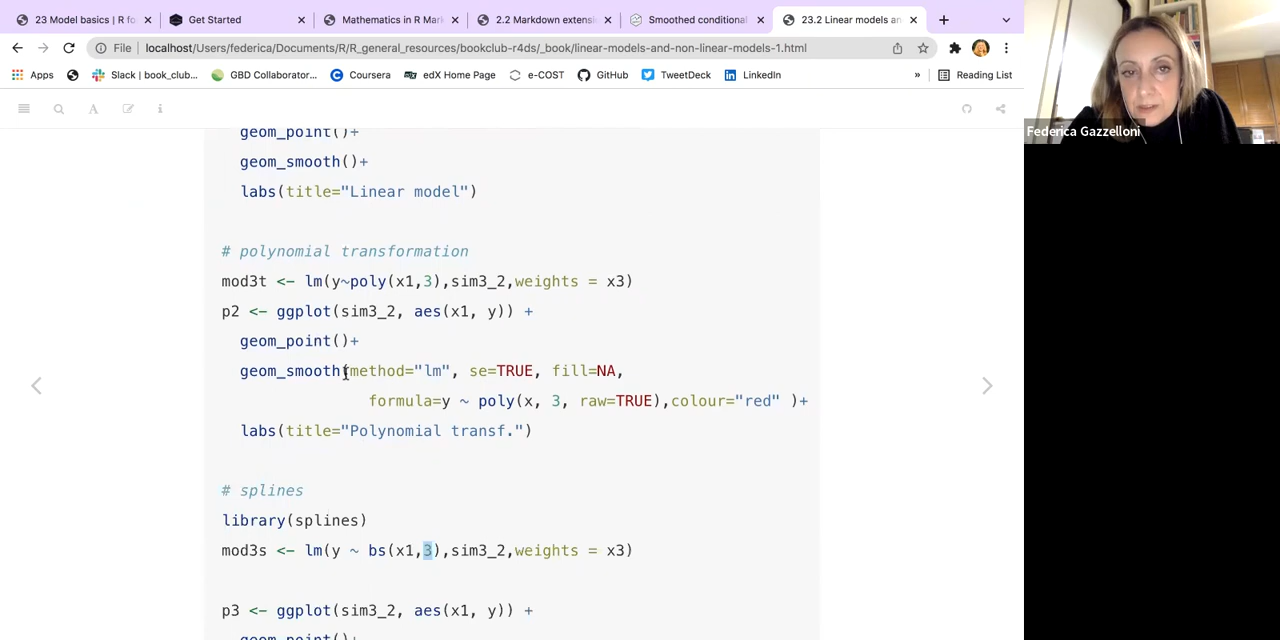 23 Model basics | R fo
Get Started
Mathematics in R Mar
2.2 Markdown extensi
Smoothed conditional
23.2 Linear models an
File localhost/Users/federica/Documents/R/R_general_resources/bookclub-r4ds/_book/linear-models-and-non-linear-models-1.html
Apps
Slack | book_club...
GBD Collaborator...
Coursera
edX Home Page
e-COST
GitHub
TweetDeck
LinkedIn
»
Reading List
Federica Gazzelloni
geom_point()+
geom_smooth()+
labs(title="Linear model")
# polynomial transformation
mod3t <- lm(y~poly(x1,3),sim3_2,weights = x3)
p2 <- ggplot(sim3_2, aes(x1, y)) +
geom_point()+
geom_smooth(method="lm", se=TRUE, fill=NA,
formula=y ~ poly(x, 3, raw=TRUE),colour="red" )+
labs(title="Polynomial transf.")
# splines
library(splines)
mod3s <- lm(y ~ bs(x1,3),sim3_2,weights = x3)
p3 <- ggplot(sim3_2, aes(x1, y)) +
geom_point()+